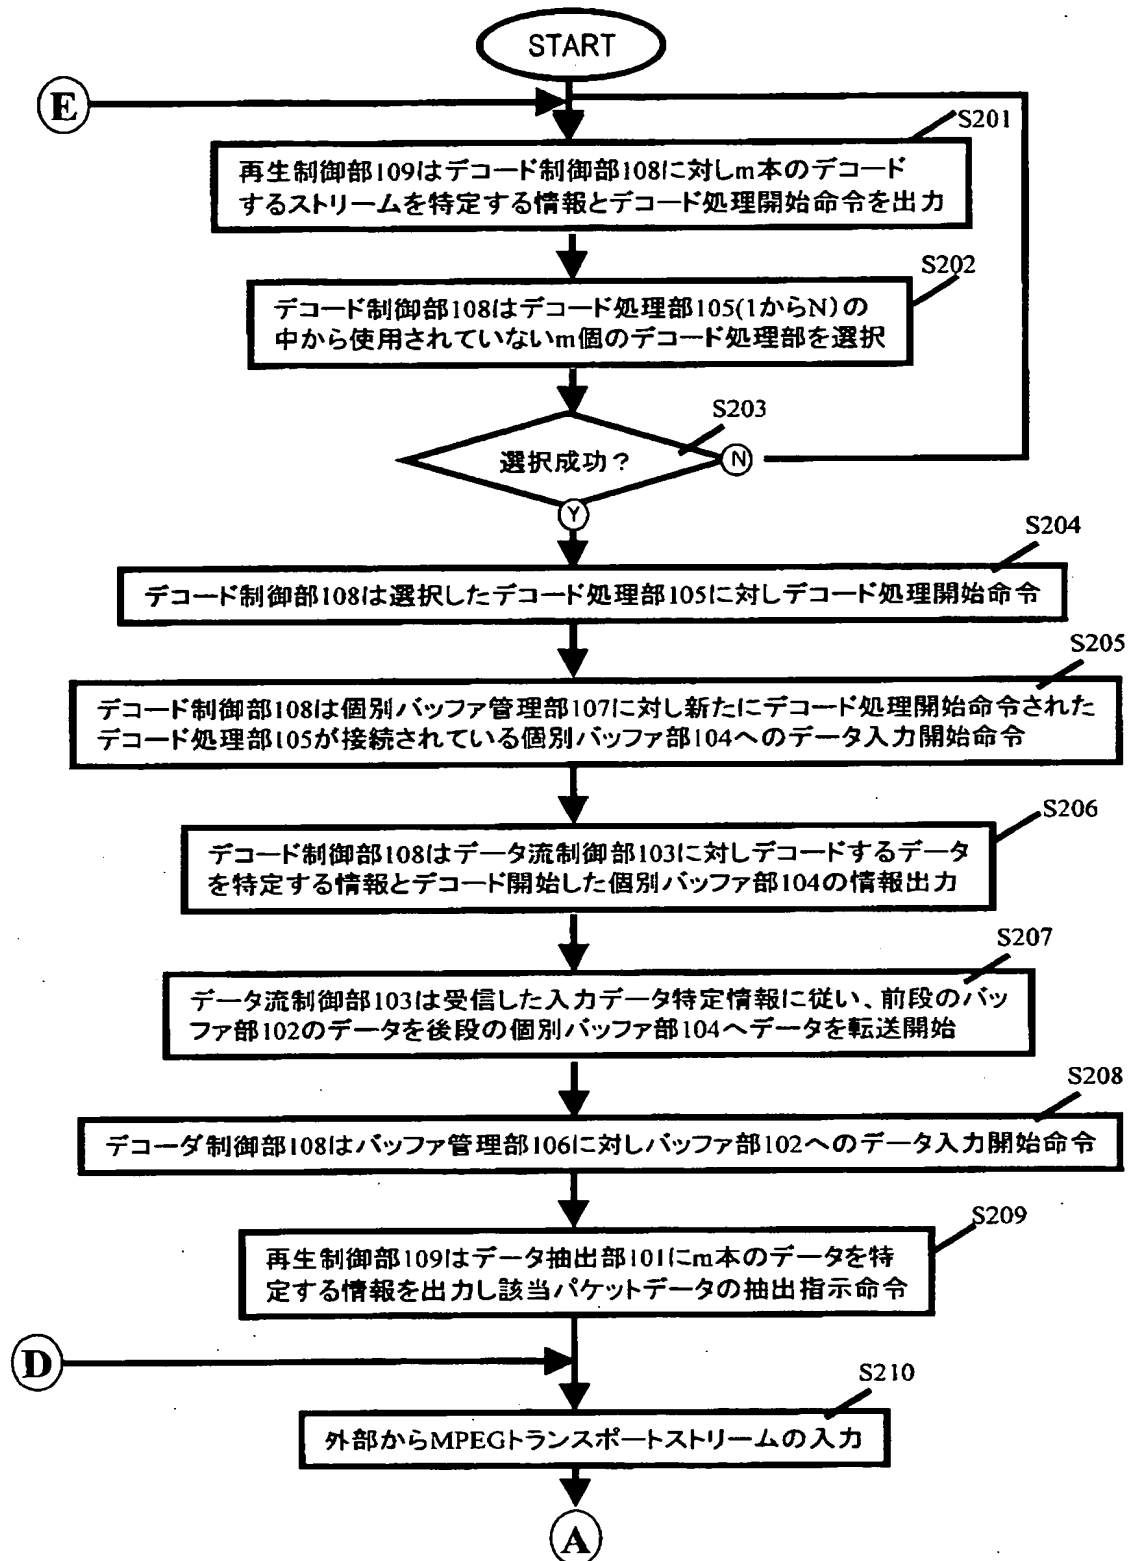 START
E
S201
再生制御部109はデコード制御部108に対しm本のデコード
するストリームを特定する情報とデコード処理開始命令を出力
S202
デコード制御部108はデコード処理部105(1からN)の
中から使用されていないm個のデコード処理部を選択
S203
選択成功?
N
Y
S204
デコード制御部108は選択したデコード処理部105に対しデコード処理開始命令
S205
デコード制御部108は個別バッファ管理部107に対し新たにデコード処理開始命令された
デコード処理部105が接続されている個別バッファ部104へのデータ入力開始命令
S206
デコード制御部108はデータ流制御部103に対しデコードするデータ
を特定する情報とデコード開始した個別バッファ部104の情報出力
S207
データ流制御部103は受信した入力データ特定情報に従い、前段のバッ
ファ部102のデータを後段の個別バッファ部104へデータを転送開始
S208
デコーダ制御部108はバッファ管理部106に対しバッファ部102へのデータ入力開始命令
S209
再生制御部109はデータ抽出部101にm本のデータを特
定する情報を出力し該当パケットデータの抽出指示命令
D
S210
外部からMPEGトランスポートストリームの入力
A